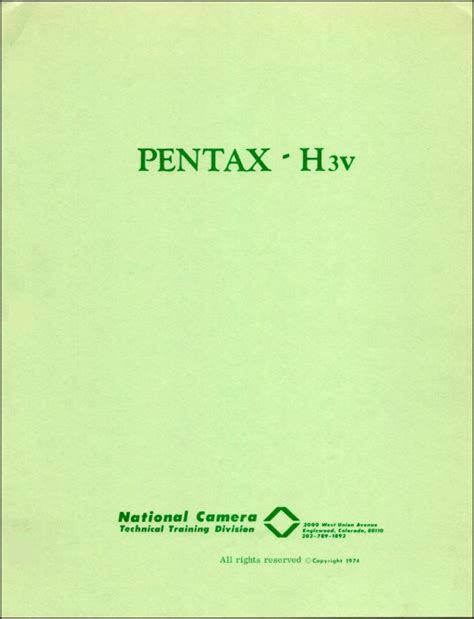 PENTAX - H3v
National Camera
Technical Training Division
2000 West Union Avenue
Englewood, Colorado, 80110
303-789-1893
All rights reserved ©Copyright 1974